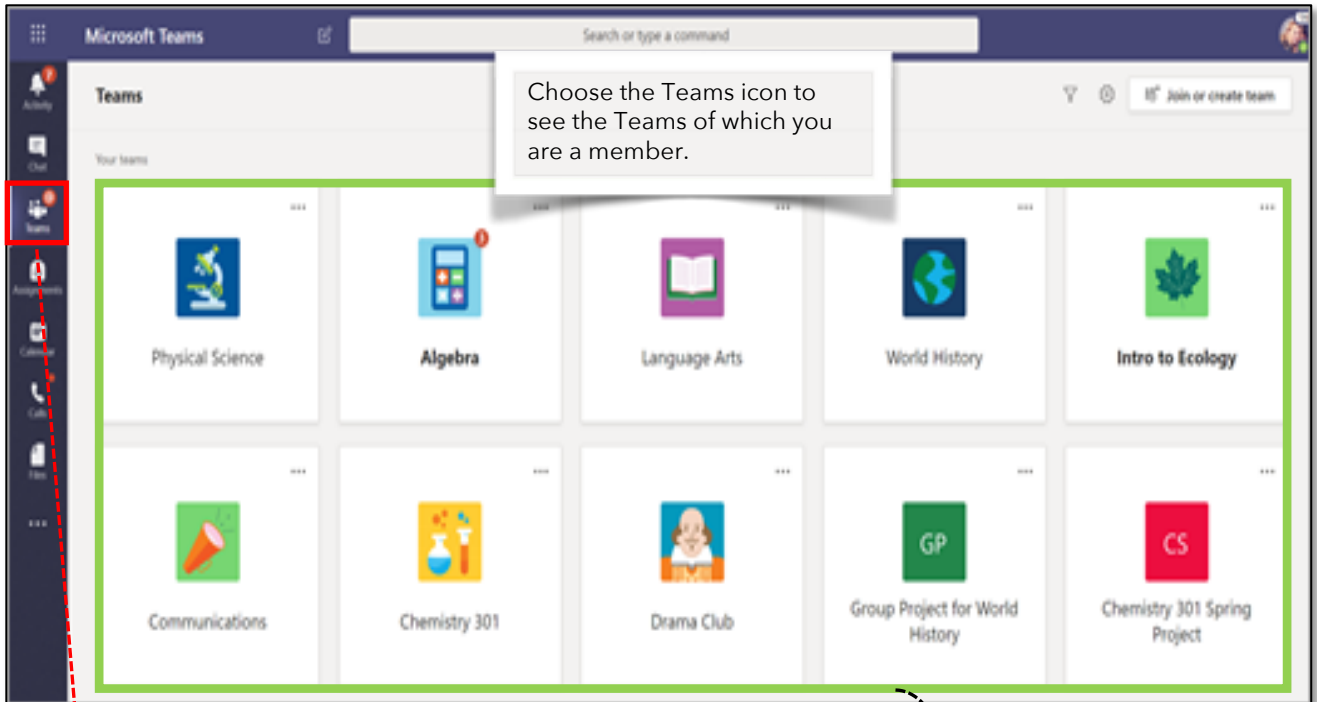 Microsoft Teams
Search or type a command
Activity
Teams
Choose the Teams icon to
see the Teams of which you
are a member.
Join or create team
Chat
Your teams
Teams
Assignments
Calendar
Calls
Files
Physical Science
Algebra
Language Arts
World History
Intro to Ecology
GP
CS
Communications
Chemistry 301
Drama Club
Group Project for World
History
Chemistry 301 Spring
Project